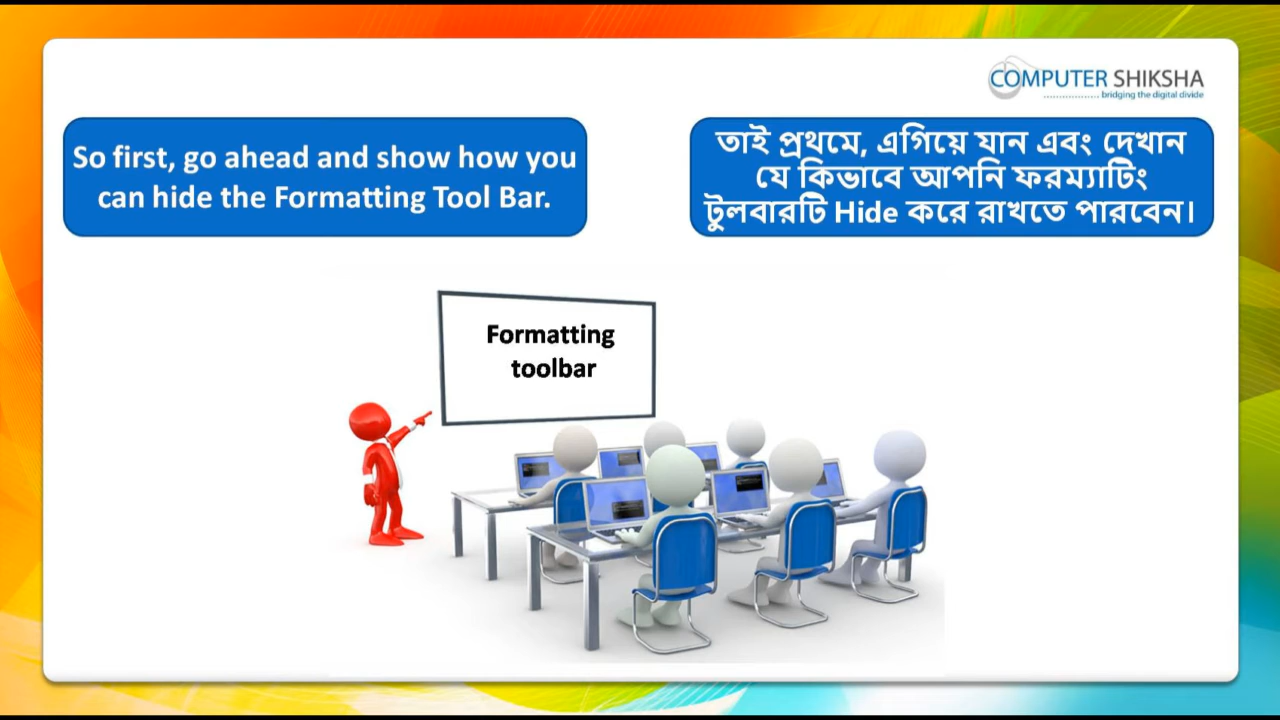 COMPUTER SHIKSHA
bridging the digital divide
So first, go ahead and show how you
can hide the Formatting Tool Bar.
তাই প্রথমে, এগিয়ে যান এবং দেখান
যে কিভাবে আপনি ফরম্যাটিং
টুলবারটি Hide করে রাখতে পারবেন।
Formatting
toolbar